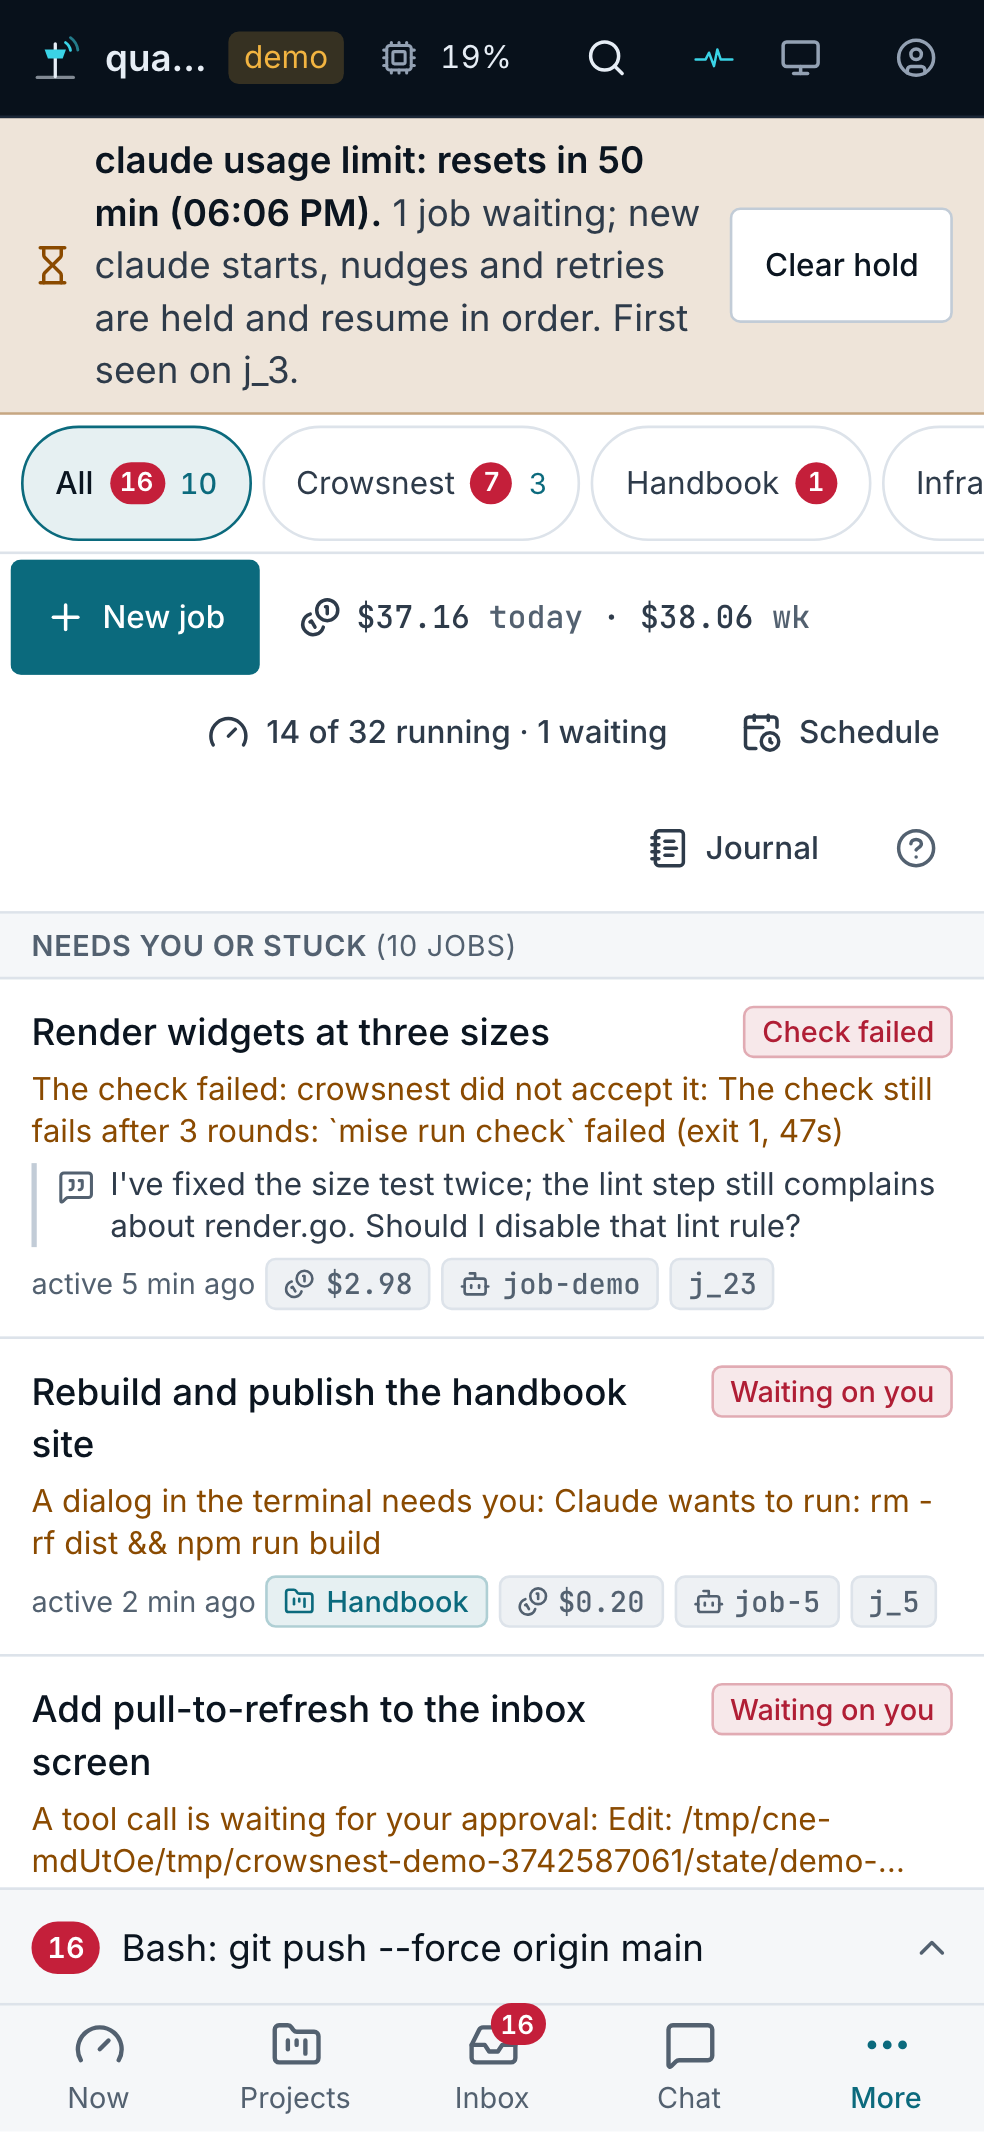 qua...
demo
19%
claude usage limit: resets in 50
min (06:06 PM). 1 job waiting; new
claude starts, nudges and retries
are held and resume in order. First
seen on j_3.
Clear hold
All 16 10
Crowsnest 7 3
Handbook 1
Infra
New job
$37.16 today · $38.06 wk
14 of 32 running · 1 waiting
Schedule
Journal
NEEDS YOU OR STUCK (10 JOBS)
Render widgets at three sizes
Check failed
The check failed: crowsnest did not accept it: The check still
fails after 3 rounds: `mise run check` failed (exit 1, 47s)
I've fixed the size test twice; the lint step still complains
about render.go. Should I disable that lint rule?
active 5 min ago $2.98 job-demo j_23
Rebuild and publish the handbook
site
Waiting on you
A dialog in the terminal needs you: Claude wants to run: rm -
rf dist && npm run build
active 2 min ago Handbook $0.20 job-5 j_5
Add pull-to-refresh to the inbox
screen
Waiting on you
A tool call is waiting for your approval: Edit: /tmp/cne-
mdUtOe/tmp/crowsnest-demo-3742587061/state/demo-...
16 Bash: git push --force origin main
16
Now
Projects
Inbox
Chat
More